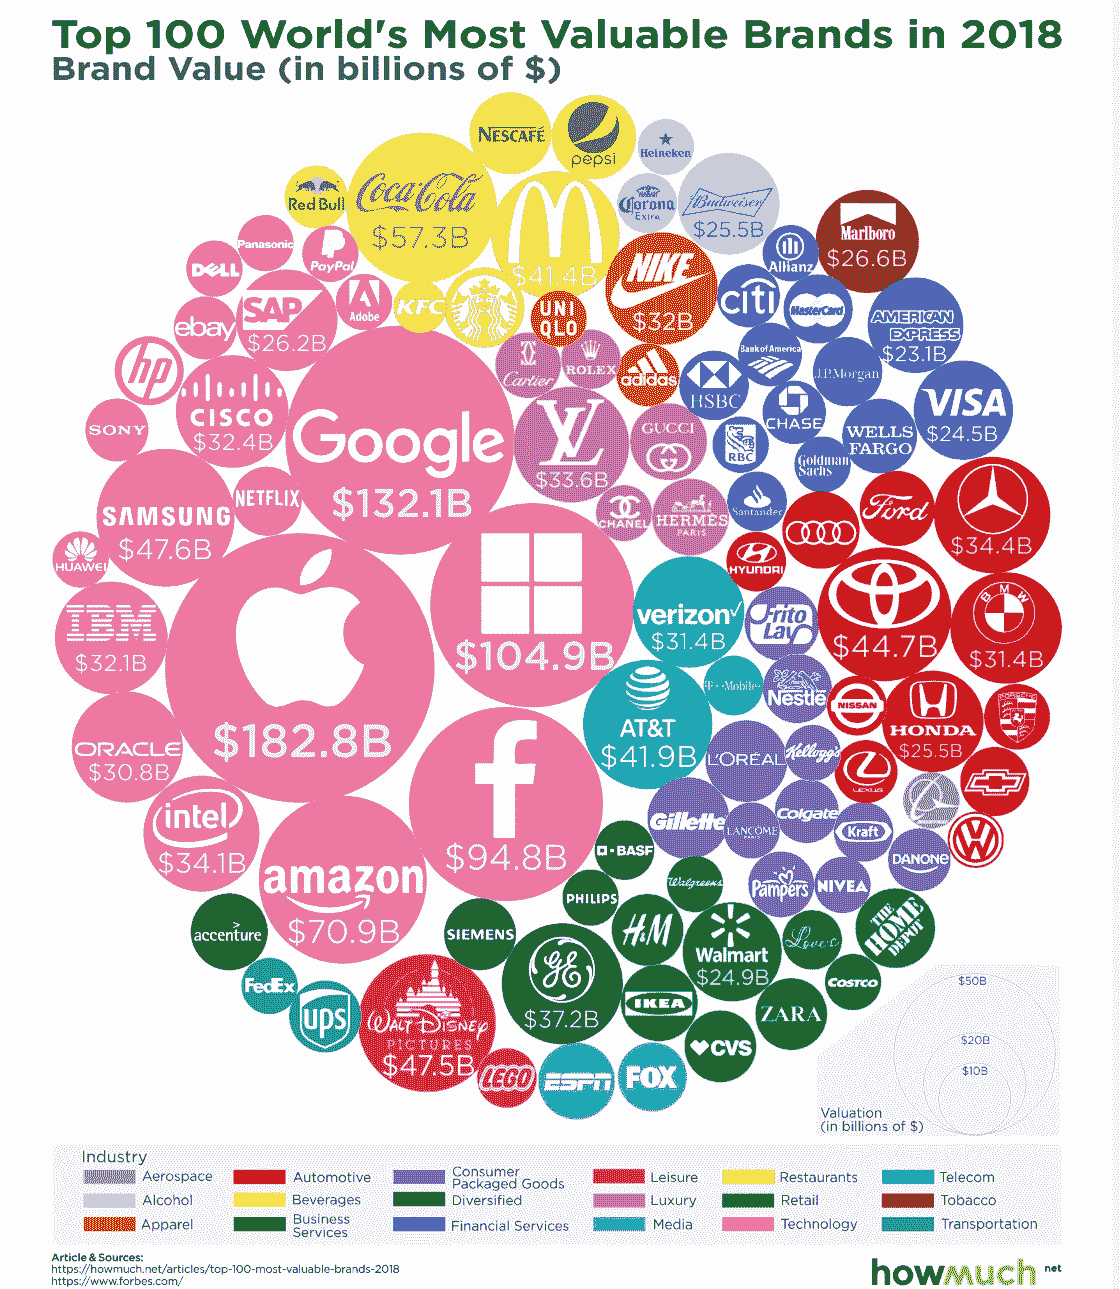 Top 100 World's Most Valuable Brands in 2018
Brand Value (in billions of $)
NESCAFÉ
pepsi
Heineken
Red Bull
Coca-Cola
$57.3B
$41.4B
Corona
Extra
Budweiser
$25.5B
Marlboro
$26.6B
Panasonic
DELL
PayPal
SAP
$26.2B
Adobe
KFC
UNI
QLO
NIKE
$32B
Allianz
citi
MasterCard
AMERICAN
EXPRESS
$23.1B
ebay
hp
CISCO
$32.4B
SONY
Google
$132.1B
Cartier
ROLEX
adidas
LV
$33.6B
GUCCI
HSBC
Bank of America
J.P.Morgan
CHASE
RBC
Goldman
Sachs
WELLS
FARGO
VISA
$24.5B
NETFLIX
SAMSUNG
$47.6B
HUAWEI
CHANEL
HERMES
PARIS
Santander
Ford
$34.4B
HYUNDAI
IBM
$32.1B
$182.8B
$104.9B
verizon
$31.4B
Frito
Lay
$44.7B
BMW
$31.4B
T-Mobile
Nestle
NISSAN
HONDA
$25.5B
PORSCHE
ORACLE
$30.8B
AT&T
$41.9B
L'ORÉAL
Kellogg's
LEXUS
intel
$34.1B
f
$94.8B
Gillette
LANCÔME
PARIS
Colgate
Kraft
DANONE
VW
amazon
$70.9B
BASF
PHILIPS
Walgreens
Pampers
NIVEA
accenture
SIEMENS
GE
$37.2B
H&M
Walmart
$24.9B
Lowe's
THE
HOME
DEPOT
FedEx
ups
WALT DISNEY
PICTURES
$47.5B
IKEA
ZARA
COSTCO
CVS
LEGO
ESPN
FOX
$50B
$20B
$10B
Valuation
(in billions of $)
Industry
Aerospace
Automotive
Consumer
Packaged Goods
Leisure
Restaurants
Telecom
Alcohol
Beverages
Diversified
Luxury
Retail
Tobacco
Apparel
Business
Services
Financial Services
Media
Technology
Transportation
Article & Sources:
https://howmuch.net/articles/top-100-most-valuable-brands-2018
https://www.forbes.com/
howmuch.net